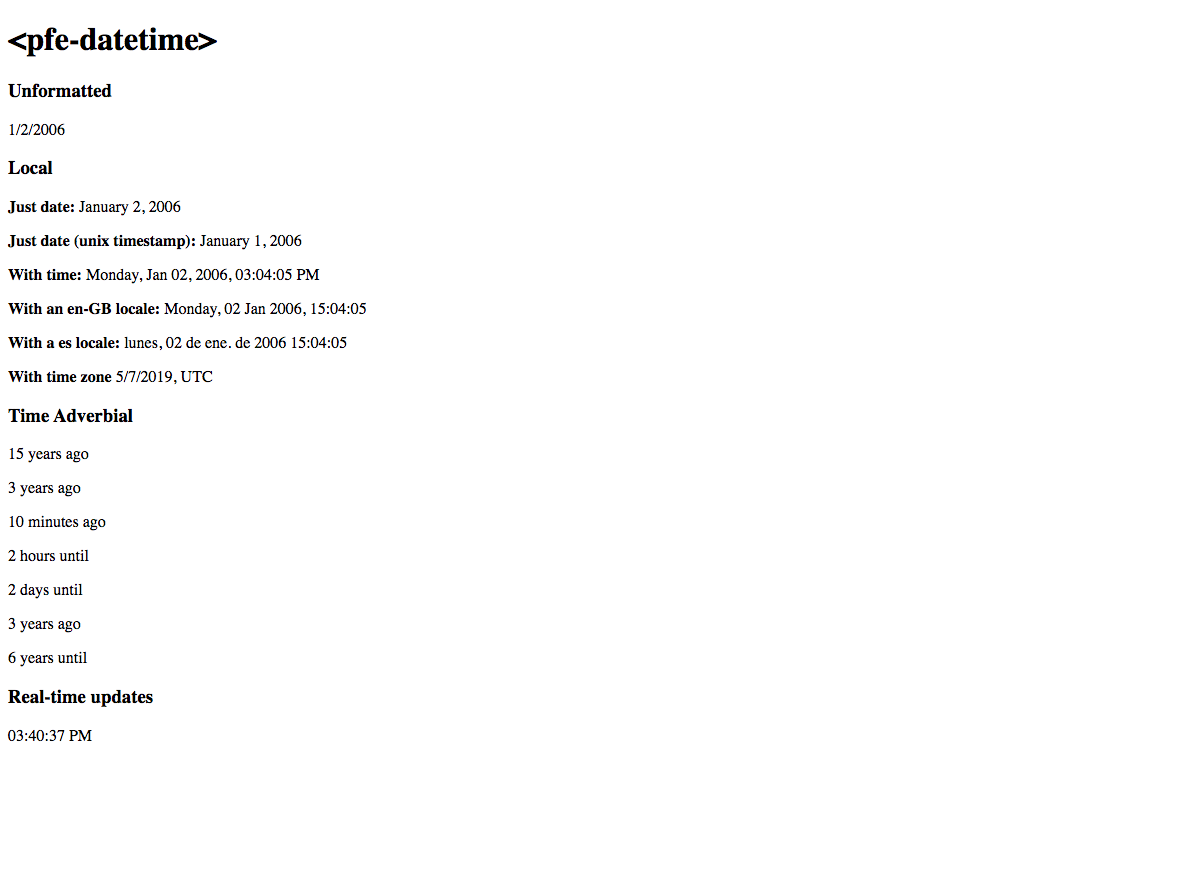 <pfe-datetime>
Unformatted
1/2/2006
Local
Just date: January 2, 2006
Just date (unix timestamp): January 1, 2006
With time: Monday, Jan 02, 2006, 03:04:05 PM
With an en-GB locale: Monday, 02 Jan 2006, 15:04:05
With a es locale: lunes, 02 de ene. de 2006 15:04:05
With time zone 5/7/2019, UTC
Time Adverbial
15 years ago
3 years ago
10 minutes ago
2 hours until
2 days until
3 years ago
6 years until
Real-time updates
03:40:37 PM